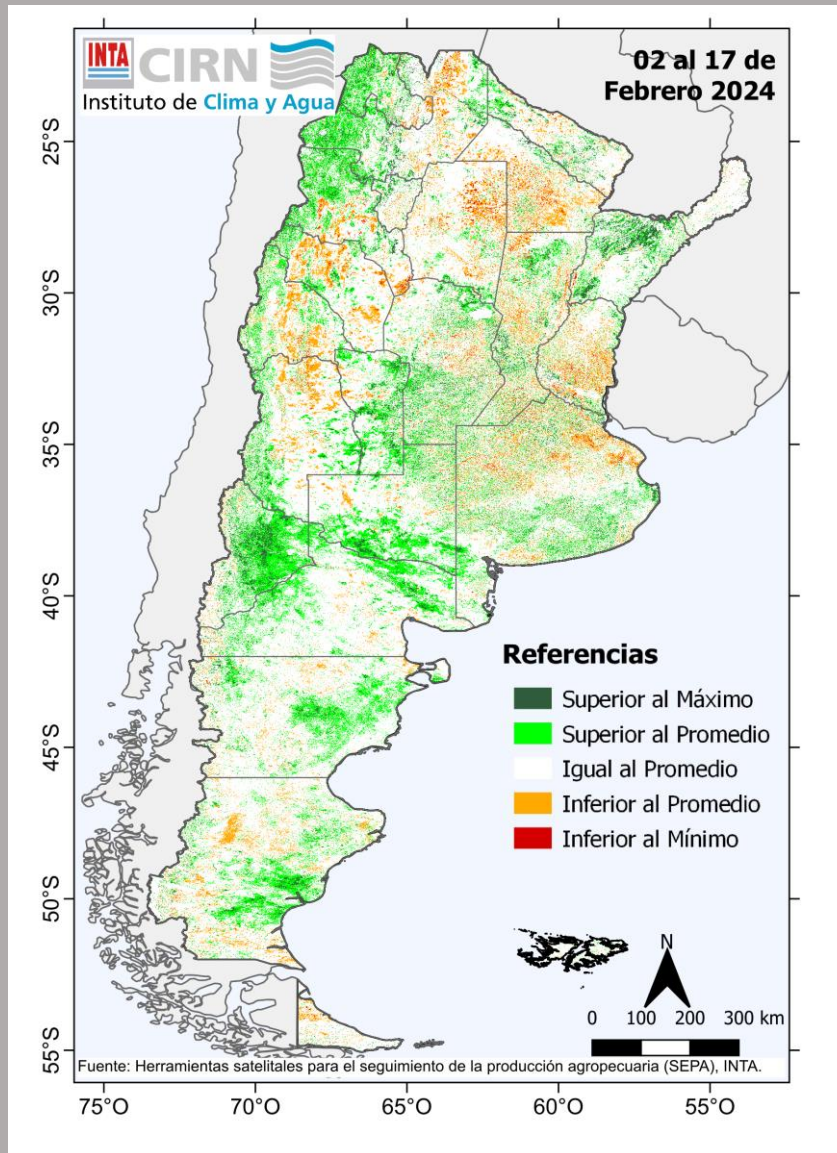 INTA CIRN
Instituto de Clima y Agua
02 al 17 de
Febrero 2024
25°S
30°S
35°S
40°S
45°S
50°S
55°S
Referencias
Superior al Máximo
Superior al Promedio
Igual al Promedio
Inferior al Promedio
Inferior al Mínimo
N
0 100 200 300 km
Fuente: Herramientas satelitales para el seguimiento de la producción agropecuaria (SEPA), INTA.
75°O 70°O 65°O 60°O 55°O